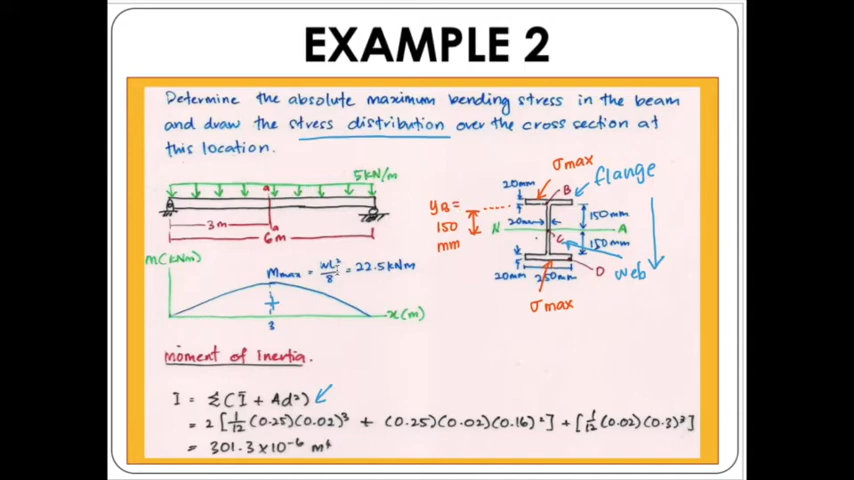 EXAMPLE 2
Determine the absolute maximum bending stress in the beam
and draw the stress distribution over the cross section at
this location.
5kN/m
a
a
3m
6m
σmax
flange
20mm
B
yB =
150
mm
20mm
150mm
N
A
C
150mm
web
20mm
250mm
D
σmax
m(kNm)
Mmax = wL²/8 = 22.5kNm
x(m)
3
moment of Inertia.
I = Σ(Ī + Ad²)
= 2[1/12(0.25)(0.02)³ + (0.25)(0.02)(0.16)²] + [1/12(0.02)(0.3)³]
= 301.3x10⁻⁶ m⁴